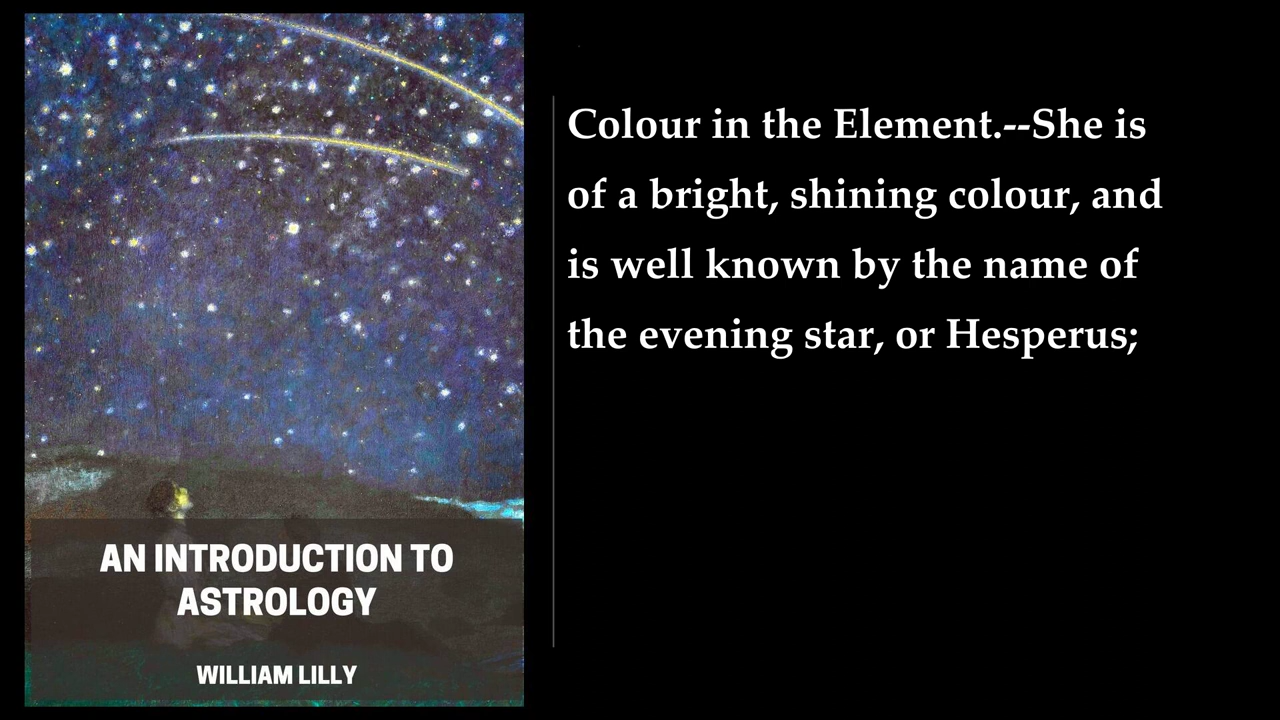 AN INTRODUCTION TO
ASTROLOGY
WILLIAM LILLY
Colour in the Element.--She is
of a bright, shining colour, and
is well known by the name of
the evening star, or Hesperus;